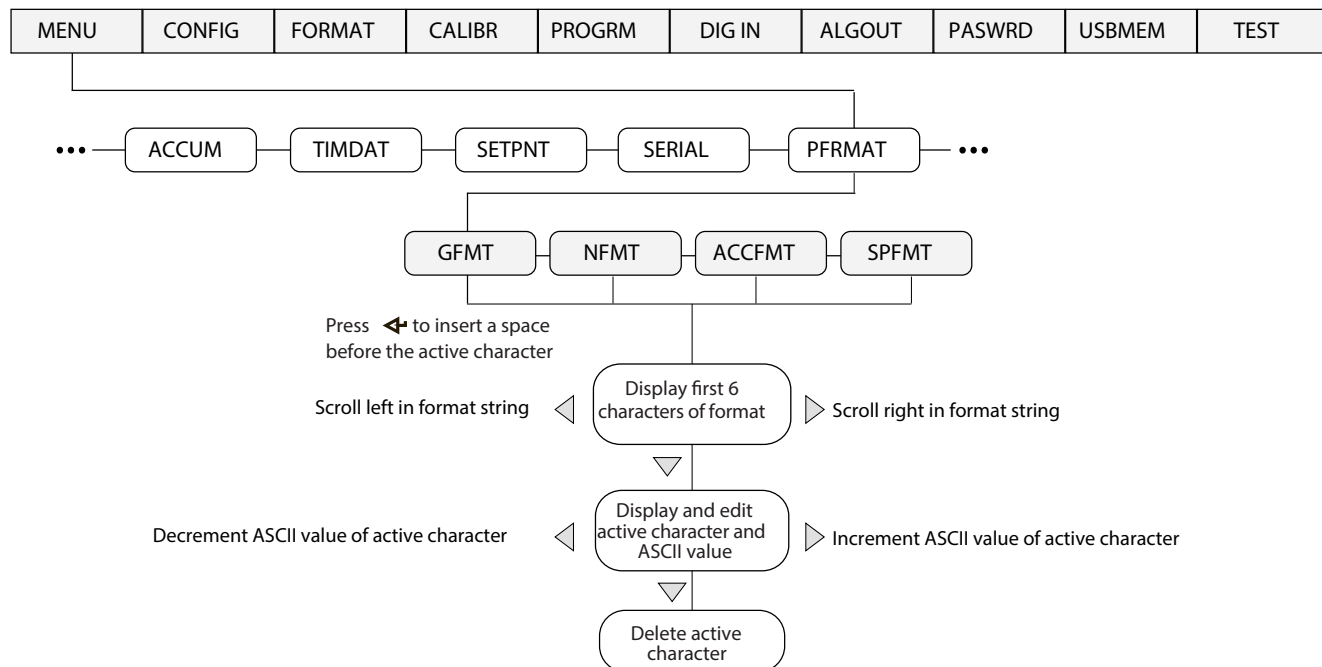 MENU CONFIG FORMAT CALIBR PROGRM DIG IN ALGOUT PASWRD USBMEM TEST
••• ACCUM TIMDAT SETPNT SERIAL PFRMAT •••
GFMT NFMT ACCFMT SPFMT
Press to insert a space
before the active character
Display first 6
characters of format
Scroll left in format string
Scroll right in format string
Display and edit
active character and
ASCII value
Decrement ASCII value of active character
Increment ASCII value of active character
Delete active
character